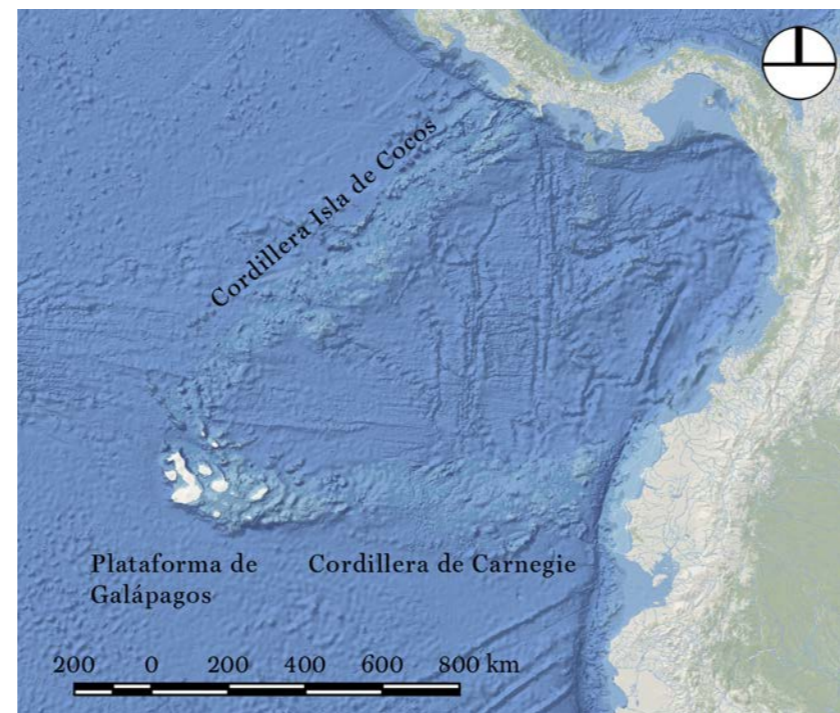 Cordillera Isla de Cocos
Plataforma de
Galápagos
Cordillera de Carnegie
200 0 200 400 600 800 km